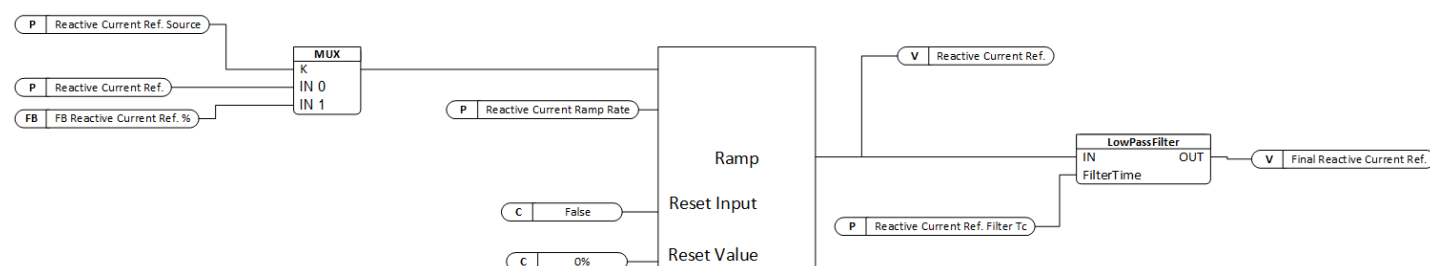 P Reactive Current Ref. Source
MUX
K
P Reactive Current Ref.
IN 0
FB FB Reactive Current Ref. %
IN 1
P Reactive Current Ramp Rate
Ramp
C False
Reset Input
C 0%
Reset Value
V Reactive Current Ref.
LowPassFilter
IN OUT
FilterTime
V Final Reactive Current Ref.
P Reactive Current Ref. Filter Tc